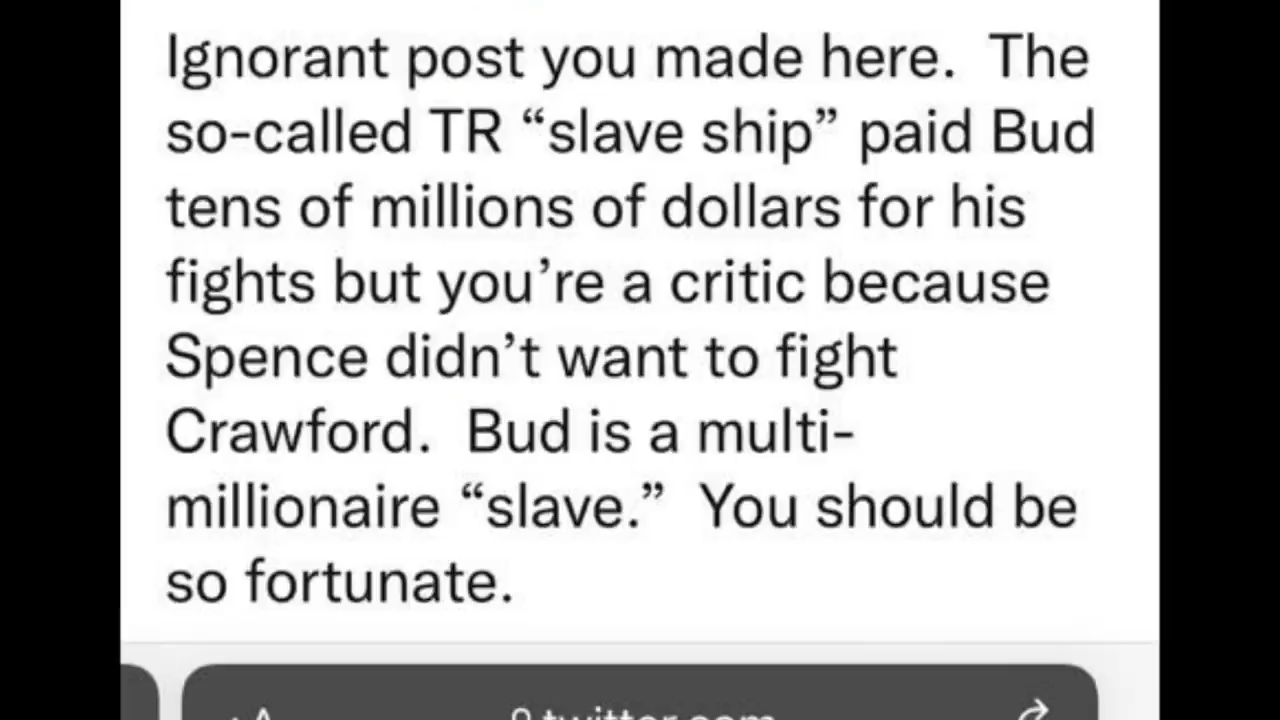 Ignorant post you made here.  The
so-called TR “slave ship” paid Bud
tens of millions of dollars for his
fights but you’re a critic because
Spence didn’t want to fight
Crawford.  Bud is a multi-
millionaire “slave.”  You should be
so fortunate.
twitter.com